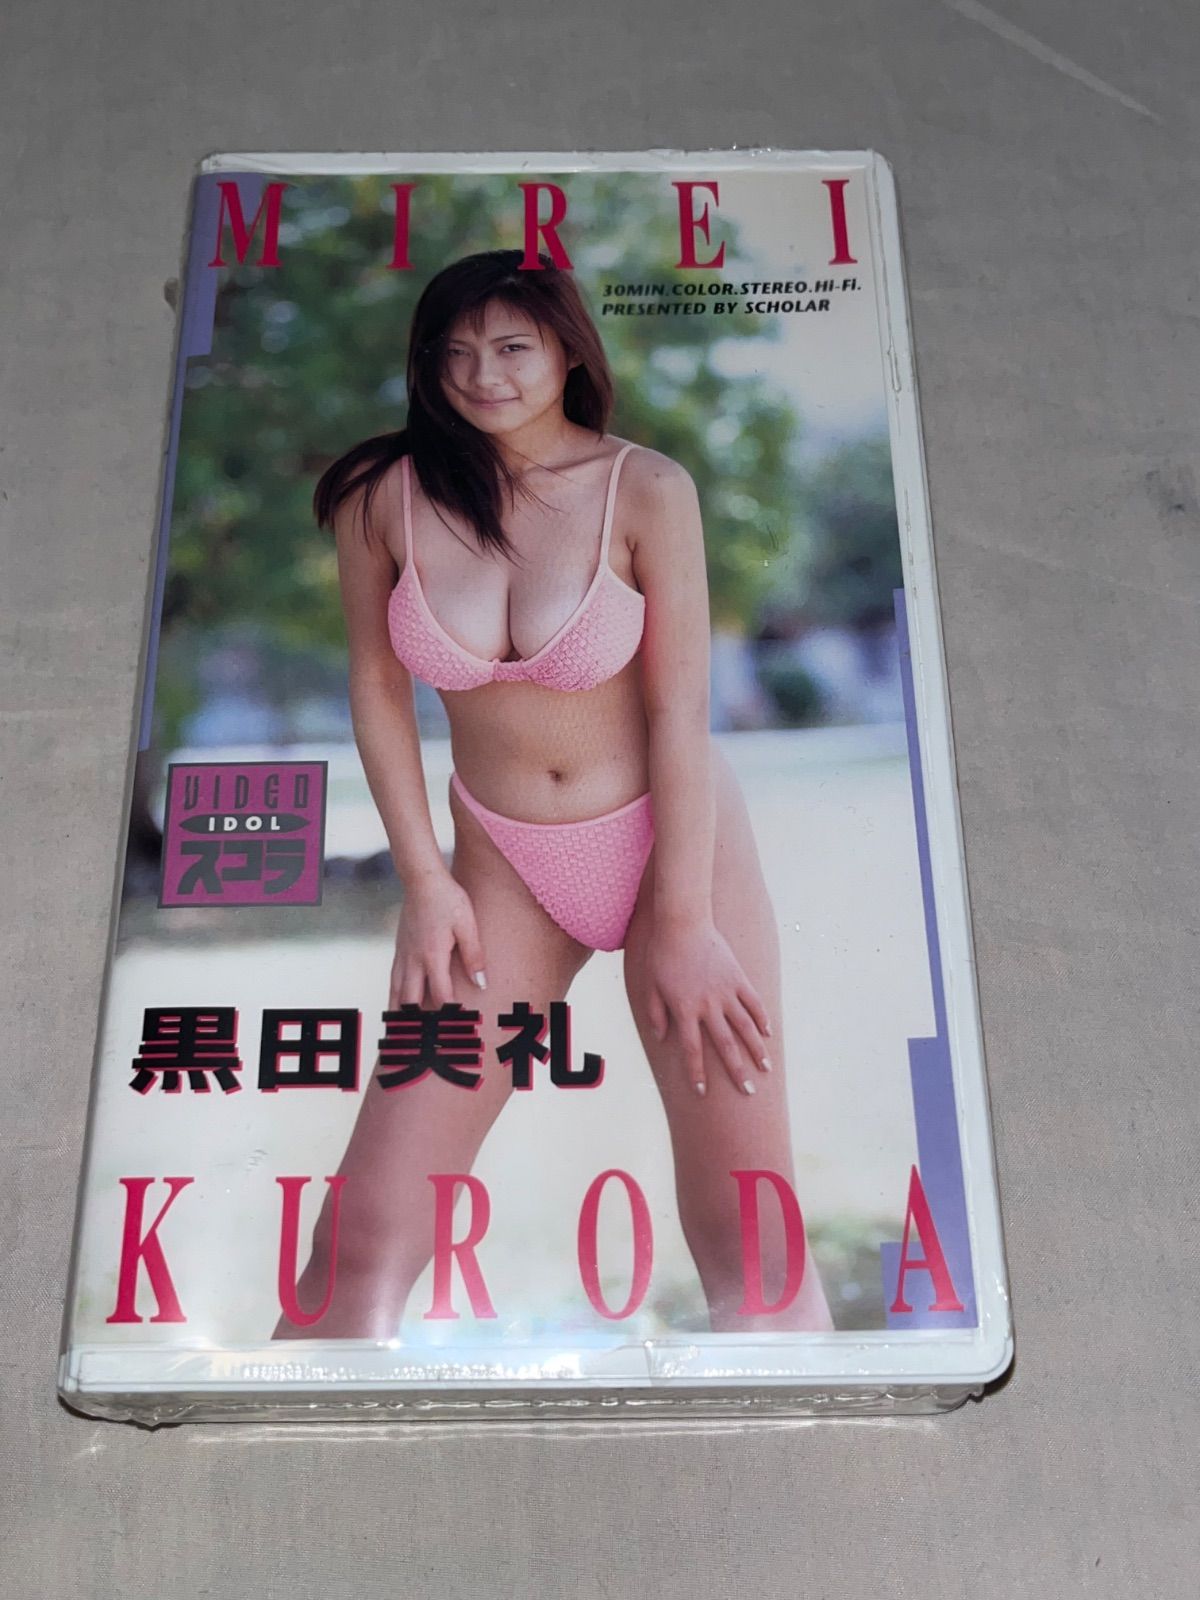 MIREI
30MIN.COLOR.STEREO.Hi-Fi.
PRESENTED BY SCHOLAR
VIDEO
IDOL
スコラ
黒田美礼
KURODA